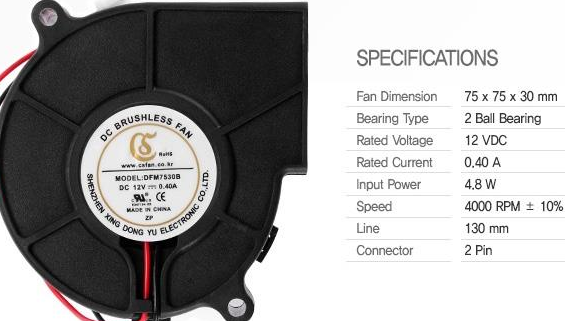 DC BRUSHLESS FAN
CS
RoHS
www.csfan.co.kr
MODEL:DFM7530B
DC 12V 0.40A
c UL us CE
MADE IN CHINA
ZP
SHENZHEN XING DONG YU ELECTRONIC CO.,LTD.
SPECIFICATIONS
Fan Dimension 75 x 75 x 30 mm
Bearing Type 2 Ball Bearing
Rated Voltage 12 VDC
Rated Current 0,40 A
Input Power 4,8 W
Speed 4000 RPM ± 10%
Line 130 mm
Connector 2 Pin